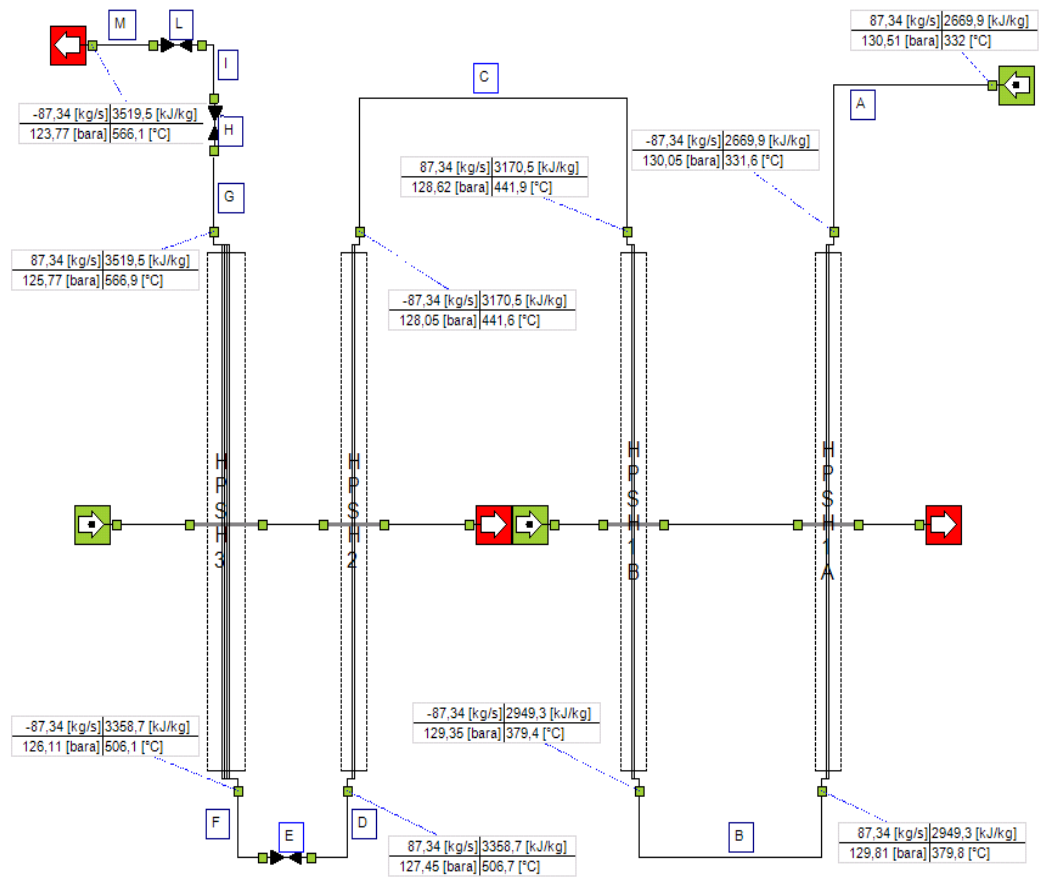 M
L
I
-87,34 [kg/s] 3519,5 [kJ/kg]
123,77 [bara] 566,1 [°C]
H
G
C
87,34 [kg/s] 2669,9 [kJ/kg]
130,51 [bara] 332 [°C]
A
-87,34 [kg/s] 2669,9 [kJ/kg]
130,05 [bara] 331,6 [°C]
87,34 [kg/s] 3170,5 [kJ/kg]
128,62 [bara] 441,9 [°C]
87,34 [kg/s] 3519,5 [kJ/kg]
125,77 [bara] 566,9 [°C]
-87,34 [kg/s] 3170,5 [kJ/kg]
128,05 [bara] 441,6 [°C]
HPSH3
HPSH2
HPSH1B
HPSH1A
-87,34 [kg/s] 3358,7 [kJ/kg]
126,11 [bara] 506,1 [°C]
-87,34 [kg/s] 2949,3 [kJ/kg]
129,35 [bara] 379,4 [°C]
F
E
D
87,34 [kg/s] 3358,7 [kJ/kg]
127,45 [bara] 506,7 [°C]
B
87,34 [kg/s] 2949,3 [kJ/kg]
129,81 [bara] 379,8 [°C]